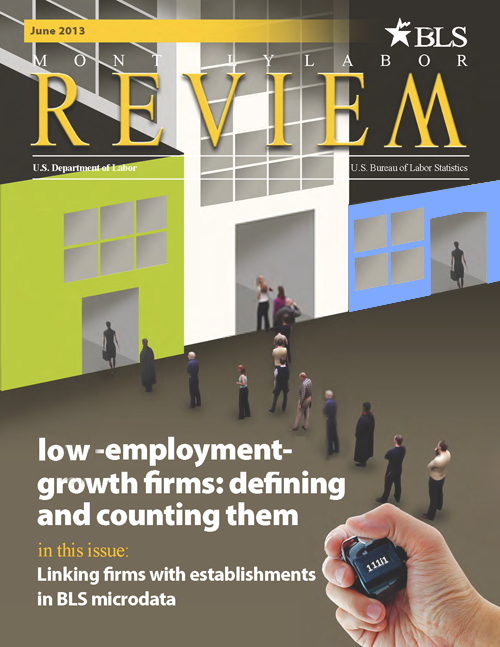 June 2013
BLS
MONTHLY LABOR
REVIEM
U.S. Department of Labor
U.S. Bureau of Labor Statistics
low -employment-
growth firms: defining
and counting them
in this issue:
Linking firms with establishments
in BLS microdata